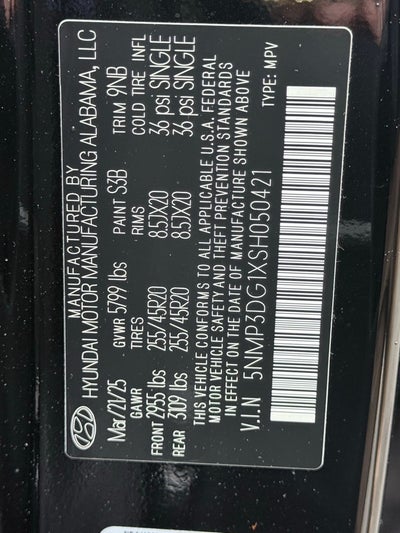 MANUFACTURED BY
HYUNDAI MOTOR MANUFACTURING ALABAMA, LLC
Mar/21/25 GVWR 5799 lbs PAINT S3B TRIM 9NB
GAWR TIRES RIMS COLD TIRE INFL
FRONT 2955 lbs 255/45R20 8.5JX20 36 psi SINGLE
REAR 3109 lbs 255/45R20 8.5JX20 36 psi SINGLE
THIS VEHICLE CONFORMS TO ALL APPLICABLE U.S.A. FEDERAL
MOTOR VEHICLE SAFETY AND THEFT PREVENTION STANDARDS
IN EFFECT ON THE DATE OF MANUFACTURE SHOWN ABOVE
V.I.N 5NMP3DG1XSH050421 TYPE: MPV